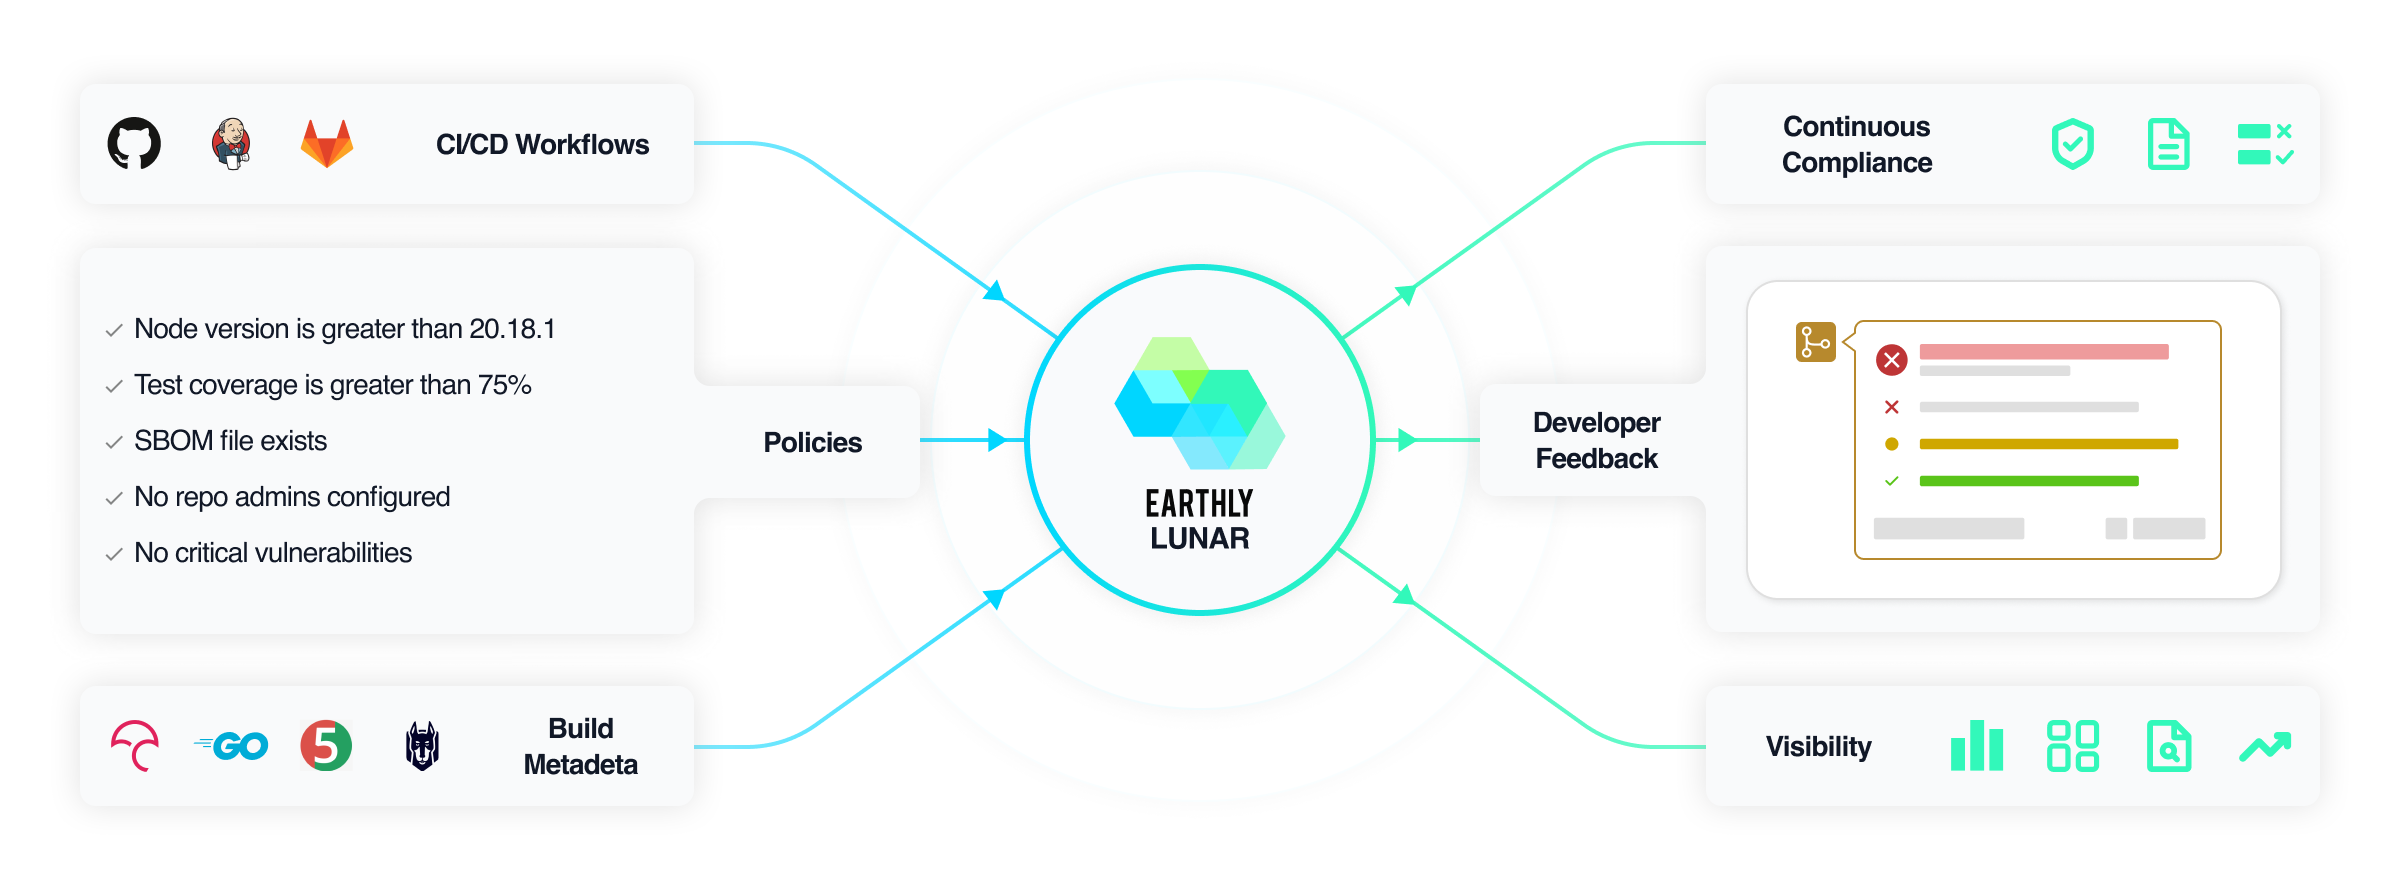 CI/CD Workflows
Node version is greater than 20.18.1
Test coverage is greater than 75%
SBOM file exists
No repo admins configured
No critical vulnerabilities
Policies
GO
5
Build
Metadeta
EARTHLY
LUNAR
Continuous
Compliance
Developer
Feedback
Visibility